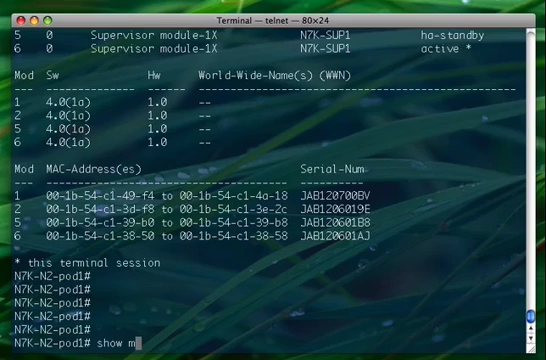 Terminal — telnet — 80×24
5 0 Supervisor module-1X N7K-SUP1 ha-standby
6 0 Supervisor module-1X N7K-SUP1 active *
Mod Sw Hw World-Wide-Name(s) (WWN)
--- -------------- ------ --------------------------------------------------
1 4.0(1a) 1.0 --
2 4.0(1a) 1.0 --
5 4.0(1a) 1.0 --
6 4.0(1a) 1.0 --
Mod MAC-Address(es) Serial-Num
--- -------------------------------------- ----------
1 00-1b-54-c1-49-f4 to 00-1b-54-c1-4a-18 JAB120700BV
2 00-1b-54-c1-3d-f8 to 00-1b-54-c1-3e-2c JAB1206019E
5 00-1b-54-c1-39-b0 to 00-1b-54-c1-39-b8 JAB120601B8
6 00-1b-54-c1-38-50 to 00-1b-54-c1-38-58 JAB120601AJ
* this terminal session
N7K-N2-pod1#
N7K-N2-pod1#
N7K-N2-pod1#
N7K-N2-pod1#
N7K-N2-pod1#
N7K-N2-pod1# show m